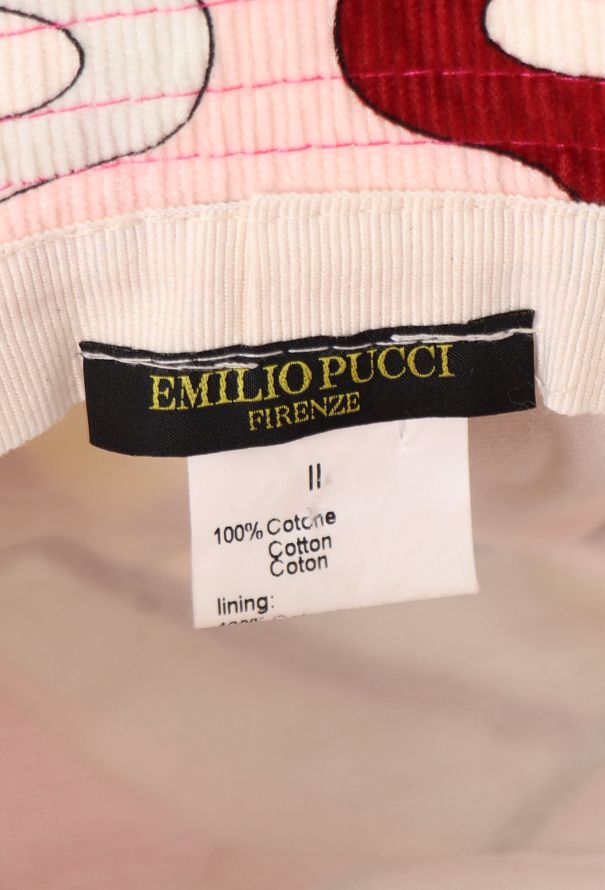 EMILIO PUCCI
FIRENZE
II
100% Cotone
Cotton
Coton
lining: